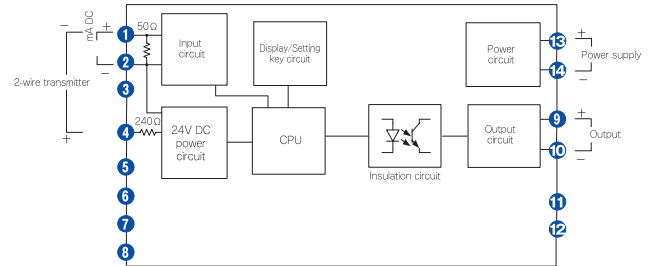 mA DC
−
+
+
−
2-wire transmitter
−
+
50Ω
240Ω
1
2
3
4
5
6
7
8
Input
circuit
Display/Setting
key circuit
24V DC
power
circuit
CPU
Insulation circuit
Power
circuit
Output
circuit
13
14
9
10
11
12
+
Power supply
−
+
Output
−